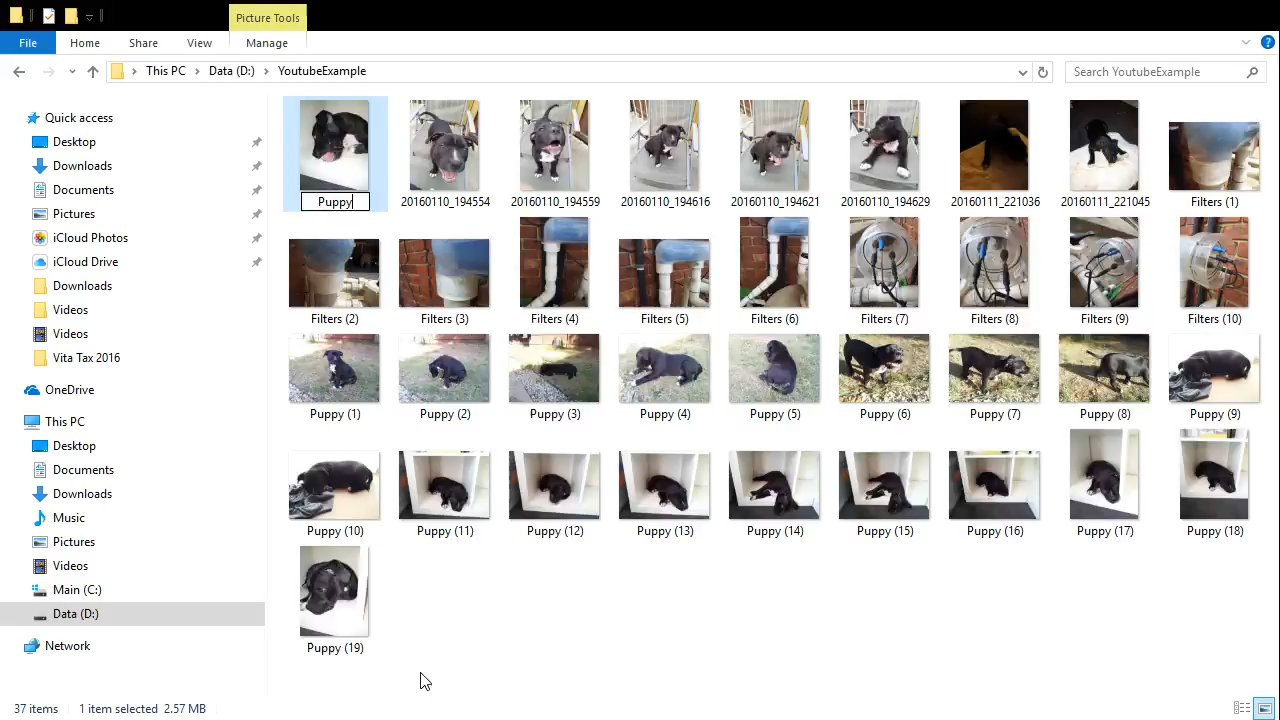 Picture Tools
File Home Share View Manage
This PC Data (D:) YoutubeExample Search YoutubeExample
Quick access
Desktop
Downloads
Documents
Pictures
iCloud Photos
iCloud Drive
Downloads
Videos
Videos
Vita Tax 2016
OneDrive
This PC
Desktop
Documents
Downloads
Music
Pictures
Videos
Main (C:)
Data (D:)
Network
Puppy 20160110_194554 20160110_194559 20160110_194616 20160110_194621 20160110_194629 20160111_221036 20160111_221045 Filters (1)
Filters (2) Filters (3) Filters (4) Filters (5) Filters (6) Filters (7) Filters (8) Filters (9) Filters (10)
Puppy (1) Puppy (2) Puppy (3) Puppy (4) Puppy (5) Puppy (6) Puppy (7) Puppy (8) Puppy (9)
Puppy (10) Puppy (11) Puppy (12) Puppy (13) Puppy (14) Puppy (15) Puppy (16) Puppy (17) Puppy (18)
Puppy (19)
37 items 1 item selected 2.57 MB